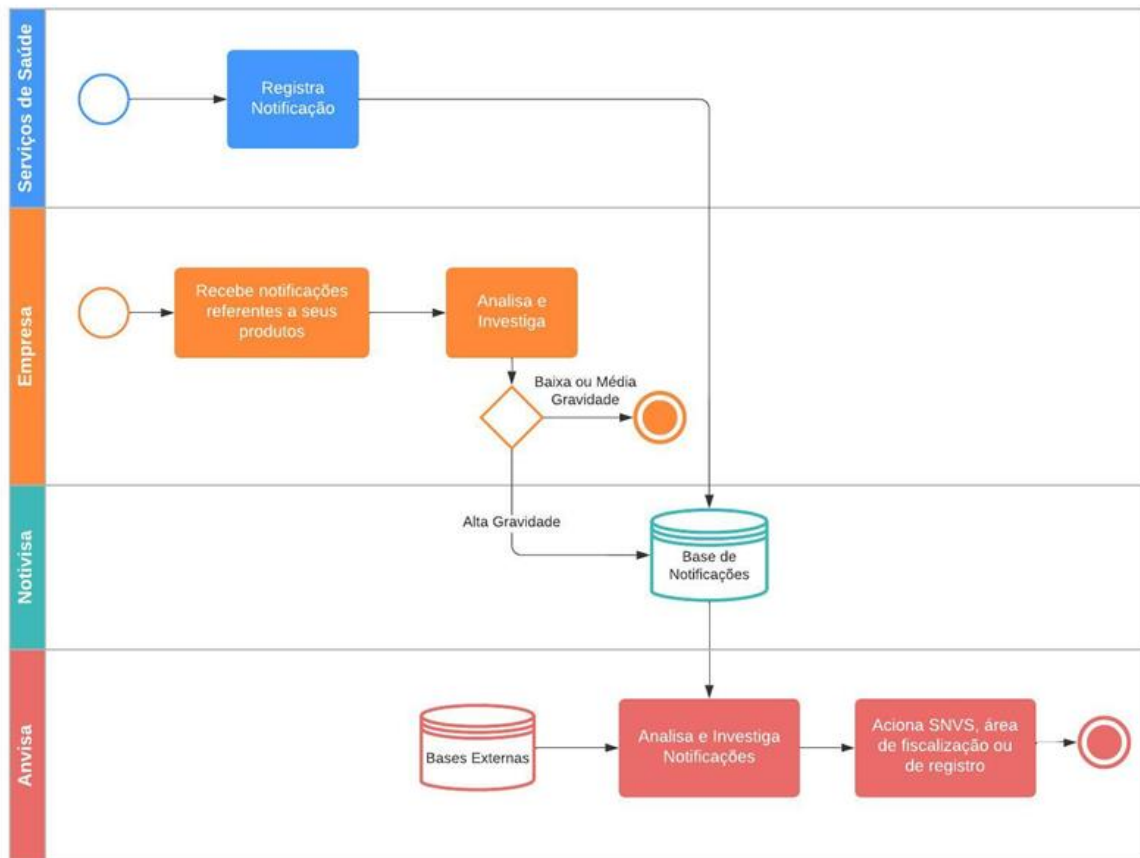 Serviços de Saúde
Registra
Notificação
Empresa
Recebe notificações
referentes a seus
produtos
Analisa e
Investiga
Baixa ou Média
Gravidade
Notivisa
Alta Gravidade
Base de
Notificações
Anvisa
Bases Externas
Analisa e Investiga
Notificações
Aciona SNVS, área
de fiscalização ou
de registro